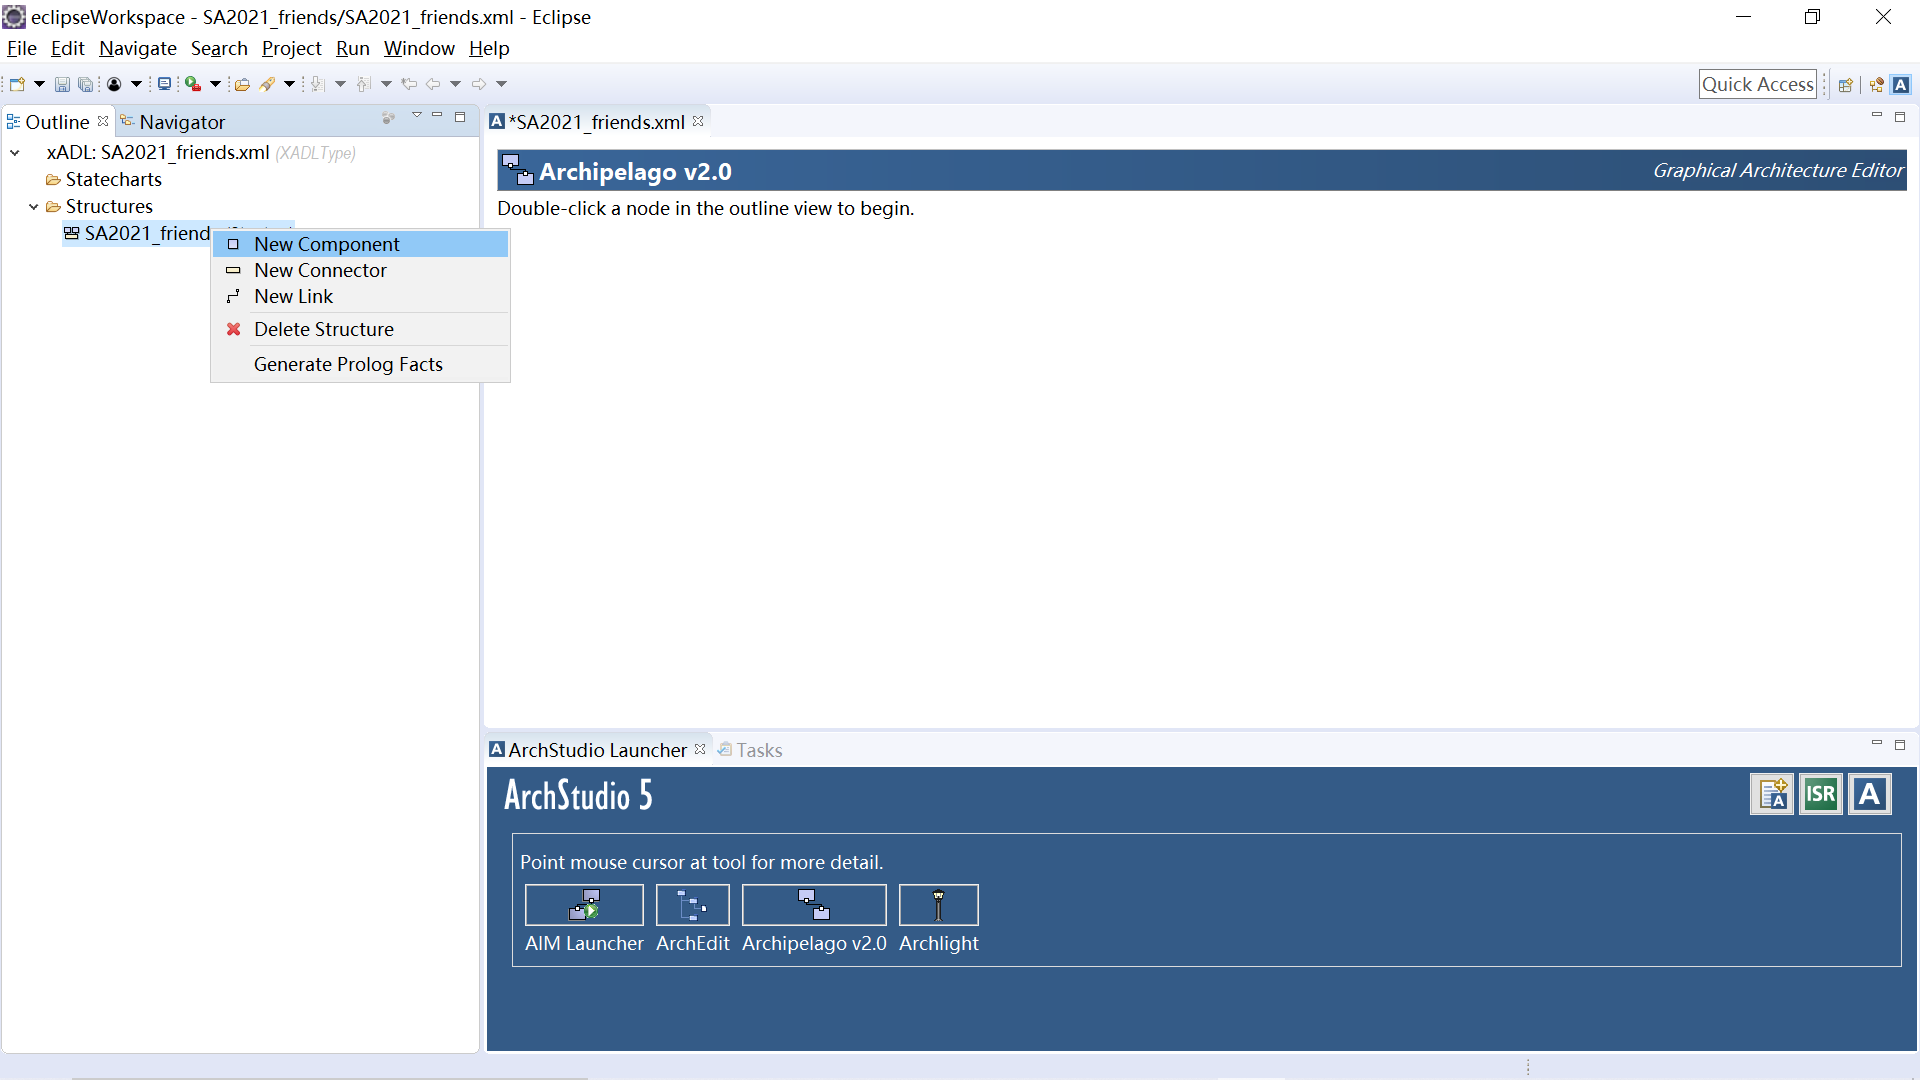 eclipseWorkspace - SA2021_friends/SA2021_friends.xml - Eclipse
File Edit Navigate Search Project Run Window Help
Quick Access
A
Outline Navigator
xADL: SA2021_friends.xml (XADLType)
Statecharts
Structures
SA2021_friend
New Component
New Connector
New Link
Delete Structure
Generate Prolog Facts
A *SA2021_friends.xml
Archipelago v2.0
Graphical Architecture Editor
Double-click a node in the outline view to begin.
A ArchStudio Launcher Tasks
ArchStudio 5
A ISR A
Point mouse cursor at tool for more detail.
AIM Launcher ArchEdit Archipelago v2.0 Archlight